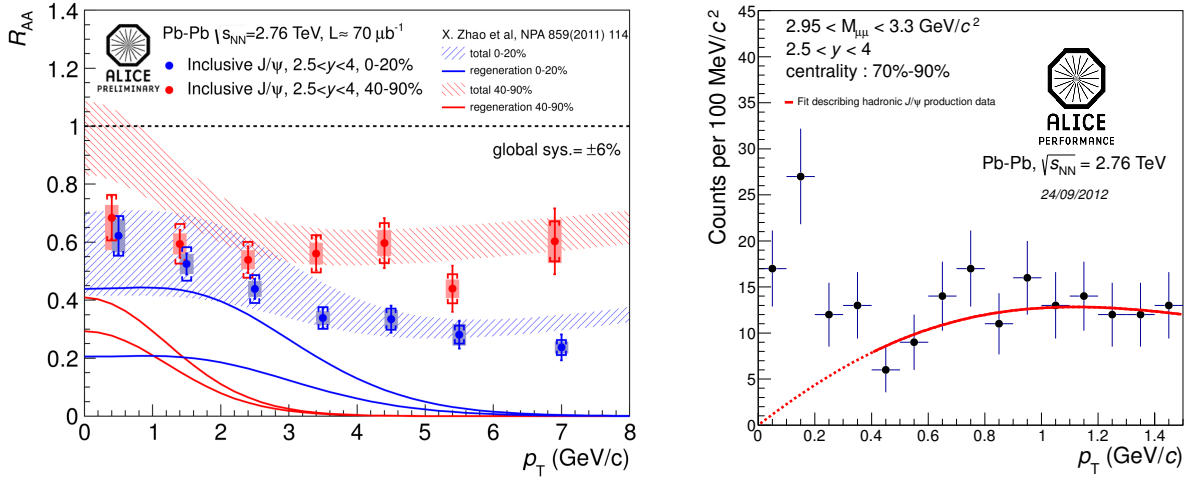 R_AA
1.4
1.2
1
0.8
0.6
0.4
0.2
0
ALICE
PRELIMINARY
Pb-Pb √s_NN=2.76 TeV, L≈ 70 μb⁻¹
Inclusive J/ψ, 2.5<y<4, 0-20%
Inclusive J/ψ, 2.5<y<4, 40-90%
X. Zhao et al, NPA 859(2011) 114
total 0-20%
regeneration 0-20%
total 40-90%
regeneration 40-90%
global sys.= ±6%
0 1 2 3 4 5 6 7 8
p_T (GeV/c)
Counts per 100 MeV/c²
45
40
35
30
25
20
15
10
5
0
2.95 < M_μμ < 3.3 GeV/c²
2.5 < y < 4
centrality : 70%-90%
Fit describing hadronic J/ψ production data
ALICE
PERFORMANCE
Pb-Pb, √s_NN = 2.76 TeV
24/09/2012
0 0.2 0.4 0.6 0.8 1 1.2 1.4
p_T (GeV/c)